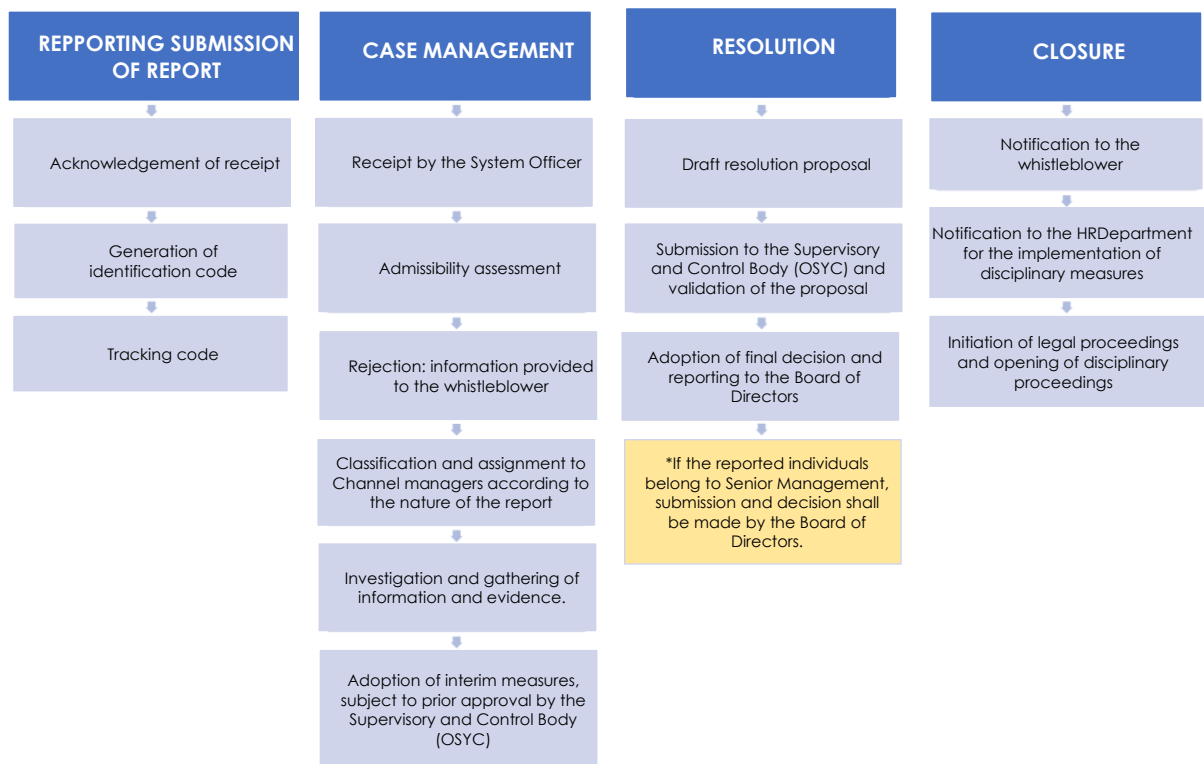 REPPORTING SUBMISSION
OF REPORT
Acknowledgement of receipt
Generation of
identification code
Tracking code
CASE MANAGEMENT
Receipt by the System Officer
Admissibility assessment
Rejection: information provided
to the whistleblower
Classification and assignment to
Channel managers according to
the nature of the report
Investigation and gathering of
information and evidence.
Adoption of interim measures,
subject to prior approval by the
Supervisory and Control Body
(OSYC)
RESOLUTION
Draft resolution proposal
Submission to the Supervisory
and Control Body (OSYC) and
validation of the proposal
Adoption of final decision and
reporting to the Board of
Directors
*If the reported individuals
belong to Senior Management,
submission and decision shall
be made by the Board of
Directors.
CLOSURE
Notification to the
whistleblower
Notification to the HRDepartment
for the implementation of
disciplinary measures
Initiation of legal proceedings
and opening of disciplinary
proceedings